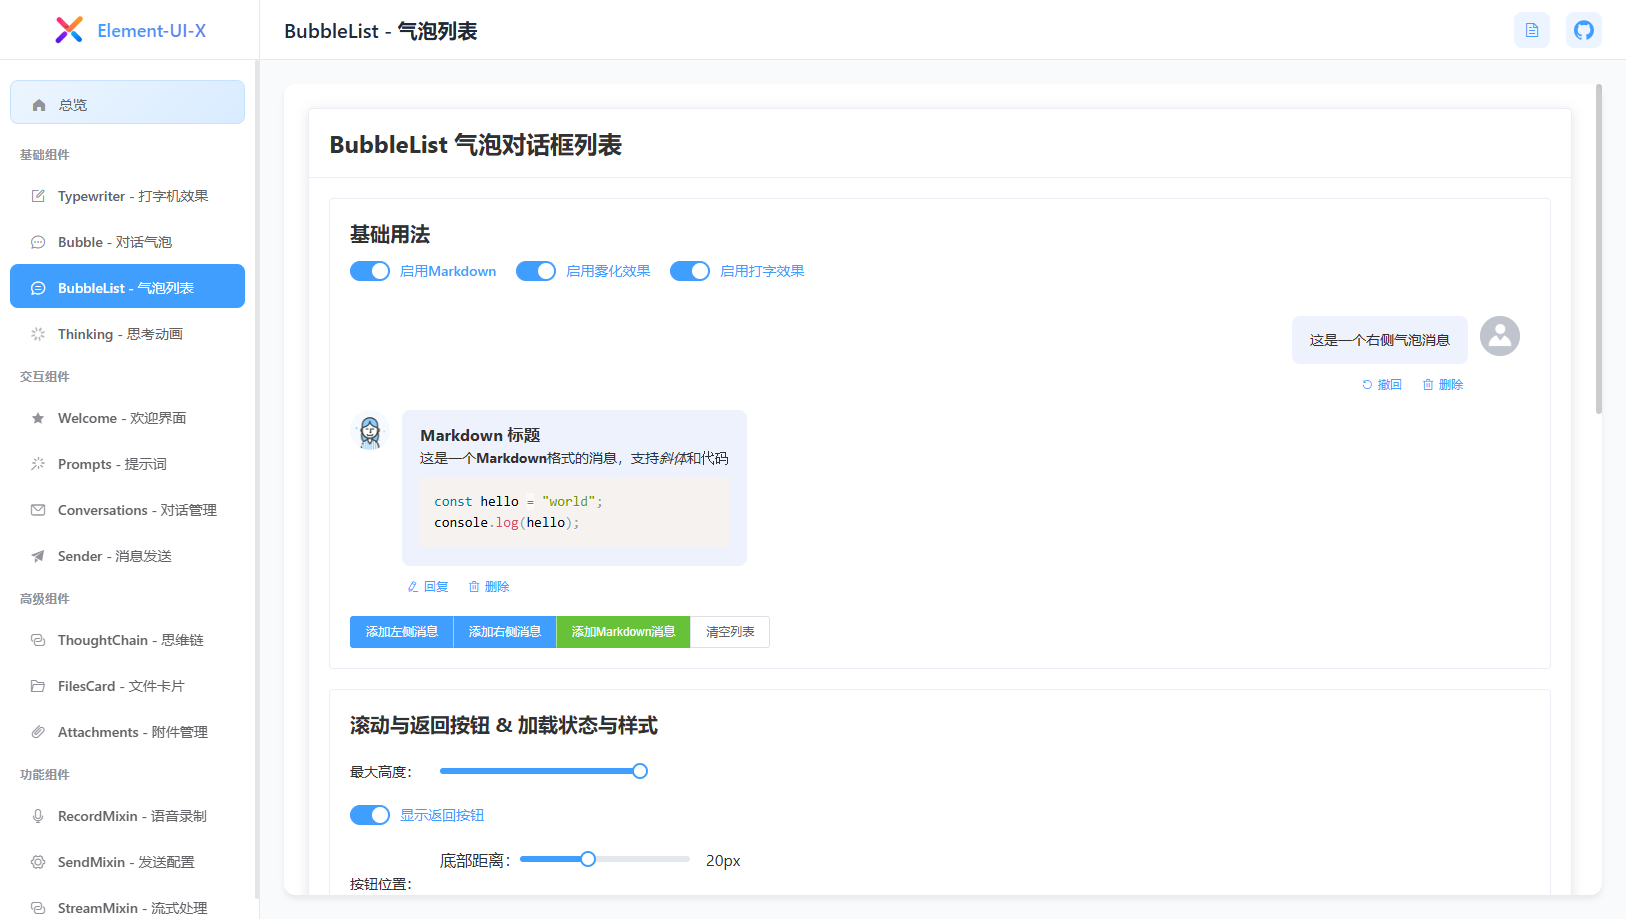 Element-UI-X
BubbleList - 气泡列表
总览
基础组件
Typewriter - 打字机效果
Bubble - 对话气泡
BubbleList - 气泡列表
Thinking - 思考动画
交互组件
Welcome - 欢迎界面
Prompts - 提示词
Conversations - 对话管理
Sender - 消息发送
高级组件
ThoughtChain - 思维链
FilesCard - 文件卡片
Attachments - 附件管理
功能组件
RecordMixin - 语音录制
SendMixin - 发送配置
StreamMixin - 流式处理
BubbleList 气泡对话框列表
基础用法
启用Markdown 启用雾化效果 启用打字效果
这是一个右侧气泡消息
撤回 删除
Markdown 标题
这是一个Markdown格式的消息，支持斜体和代码
const hello = "world";
console.log(hello);
回复 删除
添加左侧消息 添加右侧消息 添加Markdown消息 清空列表
滚动与返回按钮 & 加载状态与样式
最大高度：
显示返回按钮
底部距离： 20px
按钮位置：